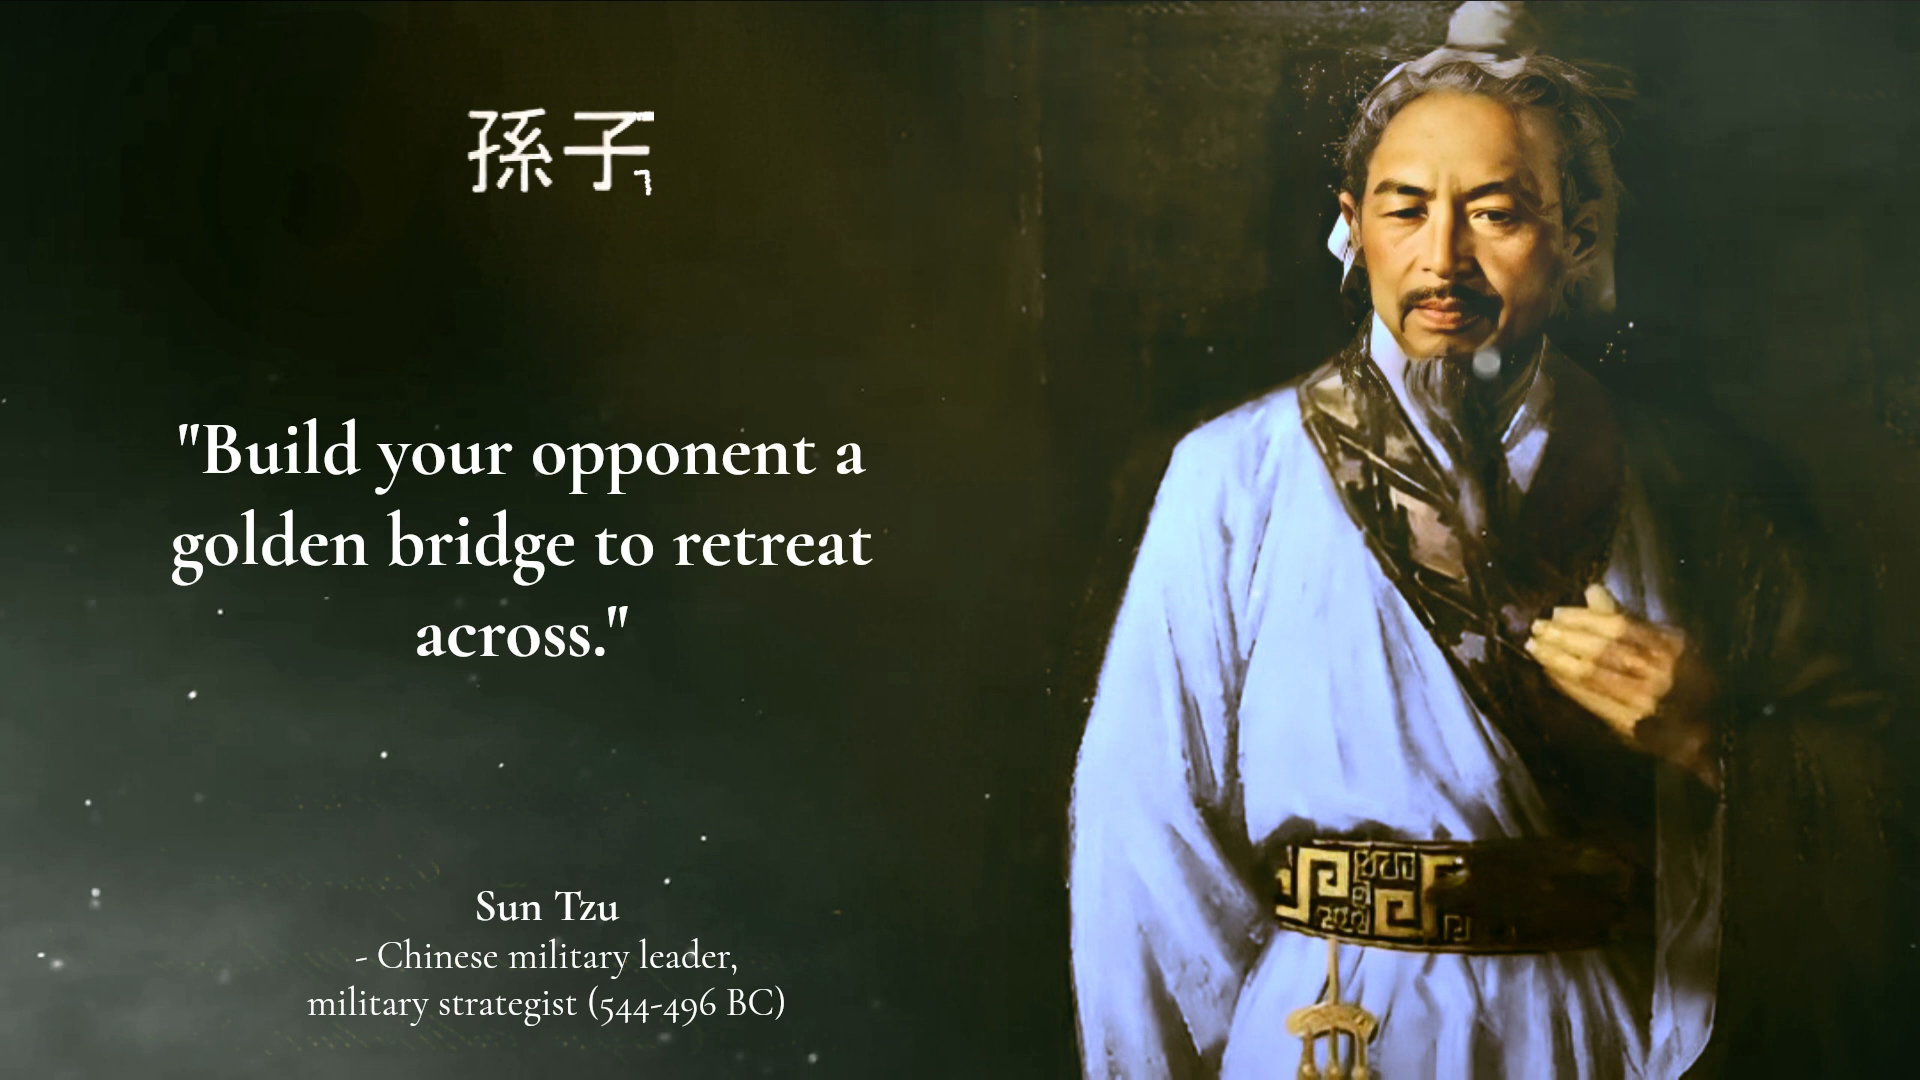 孫子
"Build your opponent a
golden bridge to retreat
across."
Sun Tzu
- Chinese military leader,
military strategist (544-496 BC)